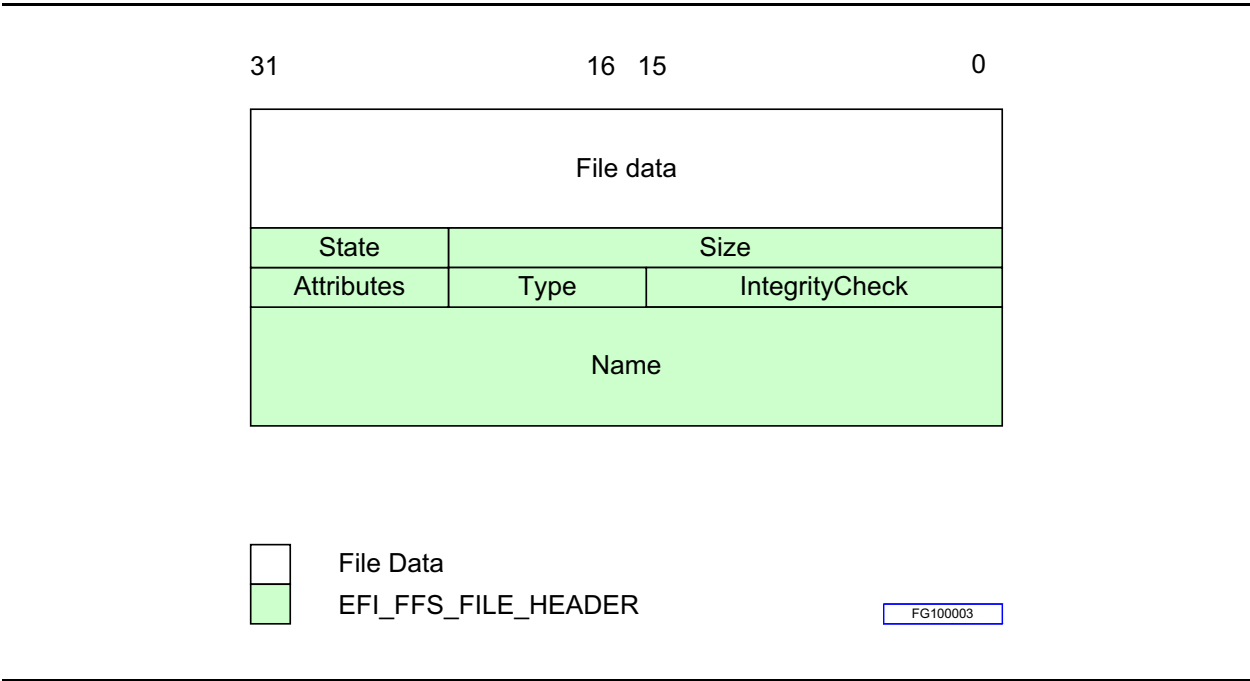 31 16 15 0
File data
State Size
Attributes Type IntegrityCheck
Name
File Data
EFI_FFS_FILE_HEADER
FG100003